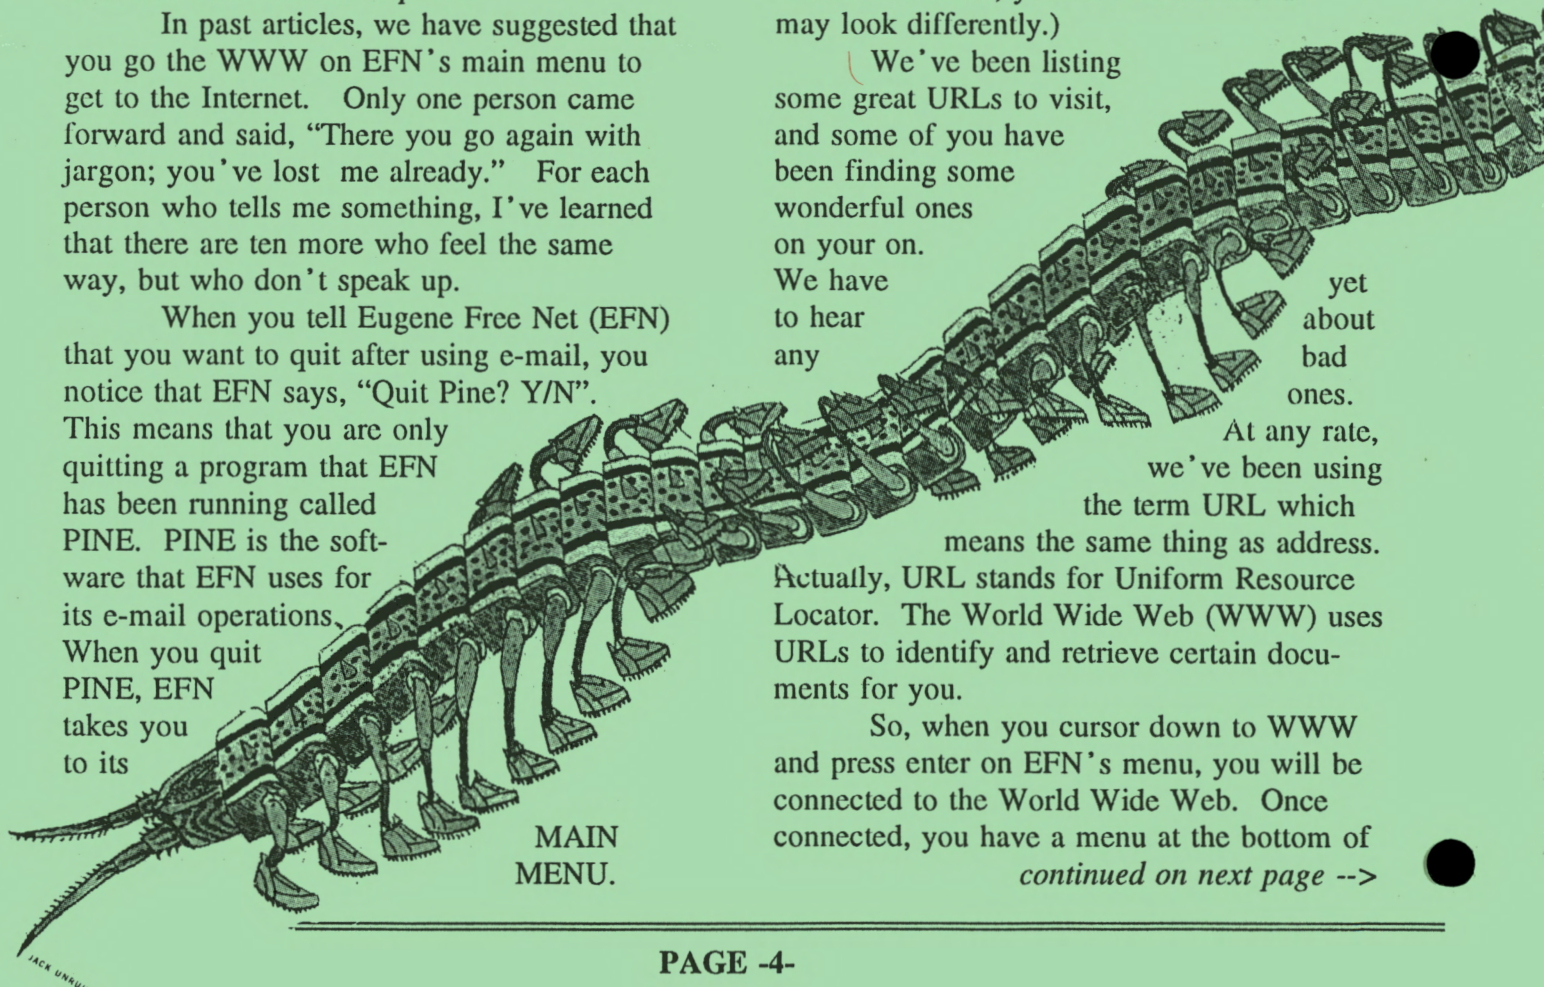 In past articles, we have suggested that
you go the WWW on EFN's main menu to
get to the Internet. Only one person came
forward and said, “There you go again with
jargon; you've lost me already.” For each
person who tells me something, I've learned
that there are ten more who feel the same
way, but who don't speak up.
When you tell Eugene Free Net (EFN)
that you want to quit after using e-mail, you
notice that EFN says, “Quit Pine? Y/N”.
This means that you are only
quitting a program that EFN
has been running called
PINE. PINE is the soft-
ware that EFN uses for
its e-mail operations.
When you quit
PINE, EFN
takes you
to its
MAIN
MENU.
may look differently.)
We've been listing
some great URLs to visit,
and some of you have
been finding some
wonderful ones
on your on.
We have yet
to hear about
any bad
ones.
At any rate,
we've been using
the term URL which
means the same thing as address.
Actually, URL stands for Uniform Resource
Locator. The World Wide Web (WWW) uses
URLs to identify and retrieve certain docu-
ments for you.
So, when you cursor down to WWW
and press enter on EFN's menu, you will be
connected to the World Wide Web. Once
connected, you have a menu at the bottom of
continued on next page -->
PAGE -4-
JACK